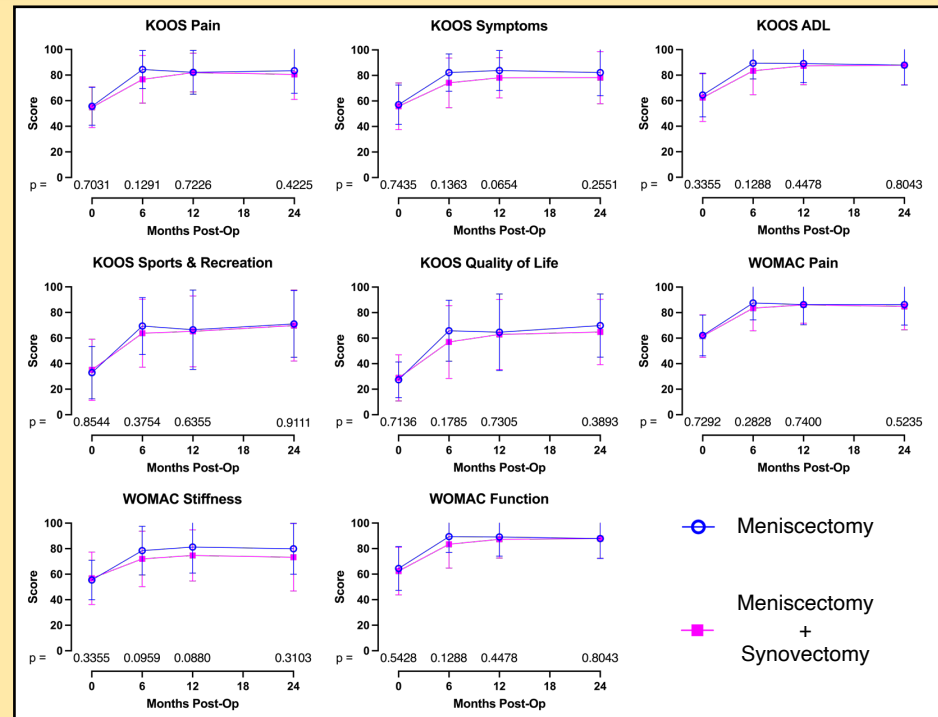 KOOS Pain
100
80
60
40
20
0
Score
p =
0.7031 0.1291 0.7226 0.4225
0 6 12 18 24
Months Post-Op
KOOS Symptoms
100
80
60
40
20
0
Score
p =
0.7435 0.1363 0.0654 0.2551
0 6 12 18 24
Months Post-Op
KOOS ADL
100
80
60
40
20
0
Score
p =
0.3355 0.1288 0.4478 0.8043
0 6 12 18 24
Months Post-Op
KOOS Sports & Recreation
100
80
60
40
20
0
Score
p =
0.8544 0.3754 0.6355 0.9111
0 6 12 18 24
Months Post-Op
KOOS Quality of Life
100
80
60
40
20
0
Score
p =
0.7136 0.1785 0.7305 0.3893
0 6 12 18 24
Months Post-Op
WOMAC Pain
100
80
60
40
20
0
Score
p =
0.7292 0.2828 0.7400 0.5235
0 6 12 18 24
Months Post-Op
WOMAC Stiffness
100
80
60
40
20
0
Score
p =
0.3355 0.0959 0.0880 0.3103
0 6 12 18 24
Months Post-Op
WOMAC Function
100
80
60
40
20
0
Score
p =
0.5428 0.1288 0.4478 0.8043
0 6 12 18 24
Months Post-Op
Meniscectomy
Meniscectomy
+
Synovectomy